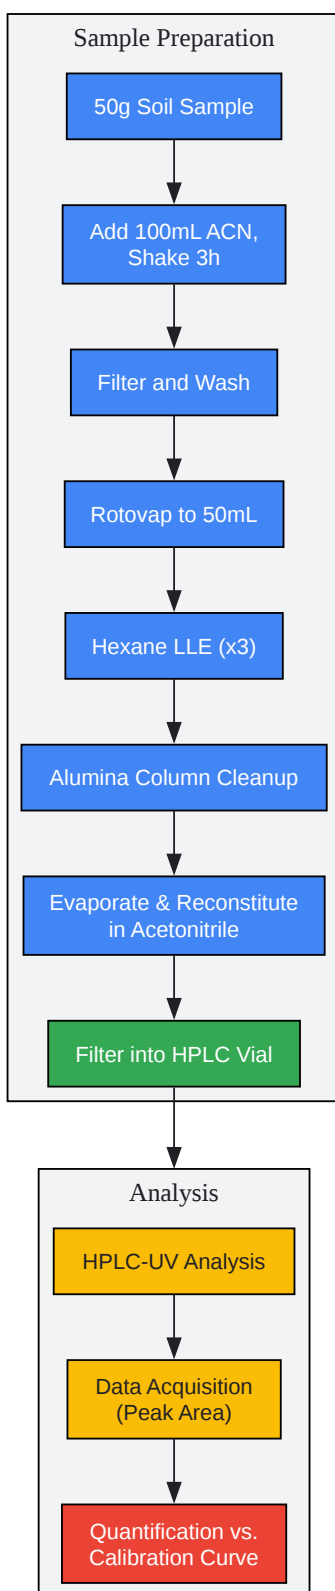 Sample Preparation
50g Soil Sample
Add 100mL ACN,
Shake 3h
Filter and Wash
Rotovap to 50mL
Hexane LLE (x3)
Alumina Column Cleanup
Evaporate & Reconstitute
in Acetonitrile
Filter into HPLC Vial
Analysis
HPLC-UV Analysis
Data Acquisition
(Peak Area)
Quantification vs.
Calibration Curve